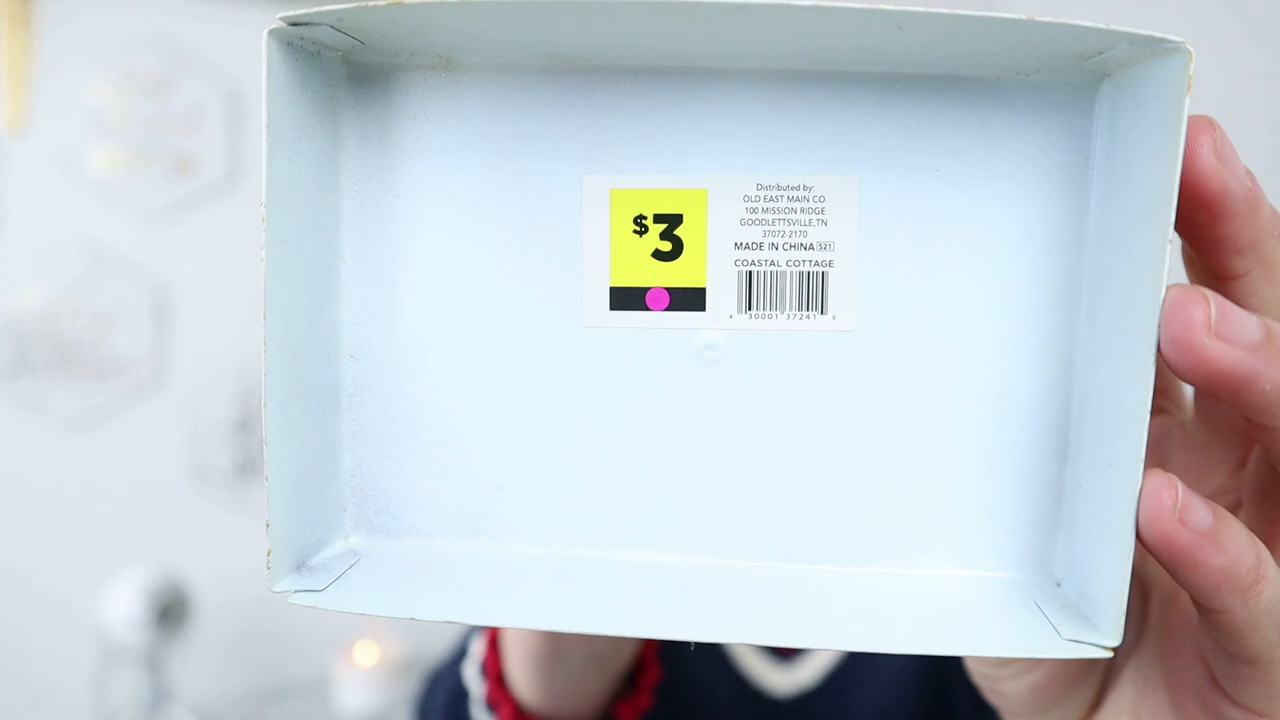 $3
Distributed by:
OLD EAST MAIN CO.
100 MISSION RIDGE
GOODLETTSVILLE,TN
37072-2170
MADE IN CHINA 521
COASTAL COTTAGE
4 30001 37241 5